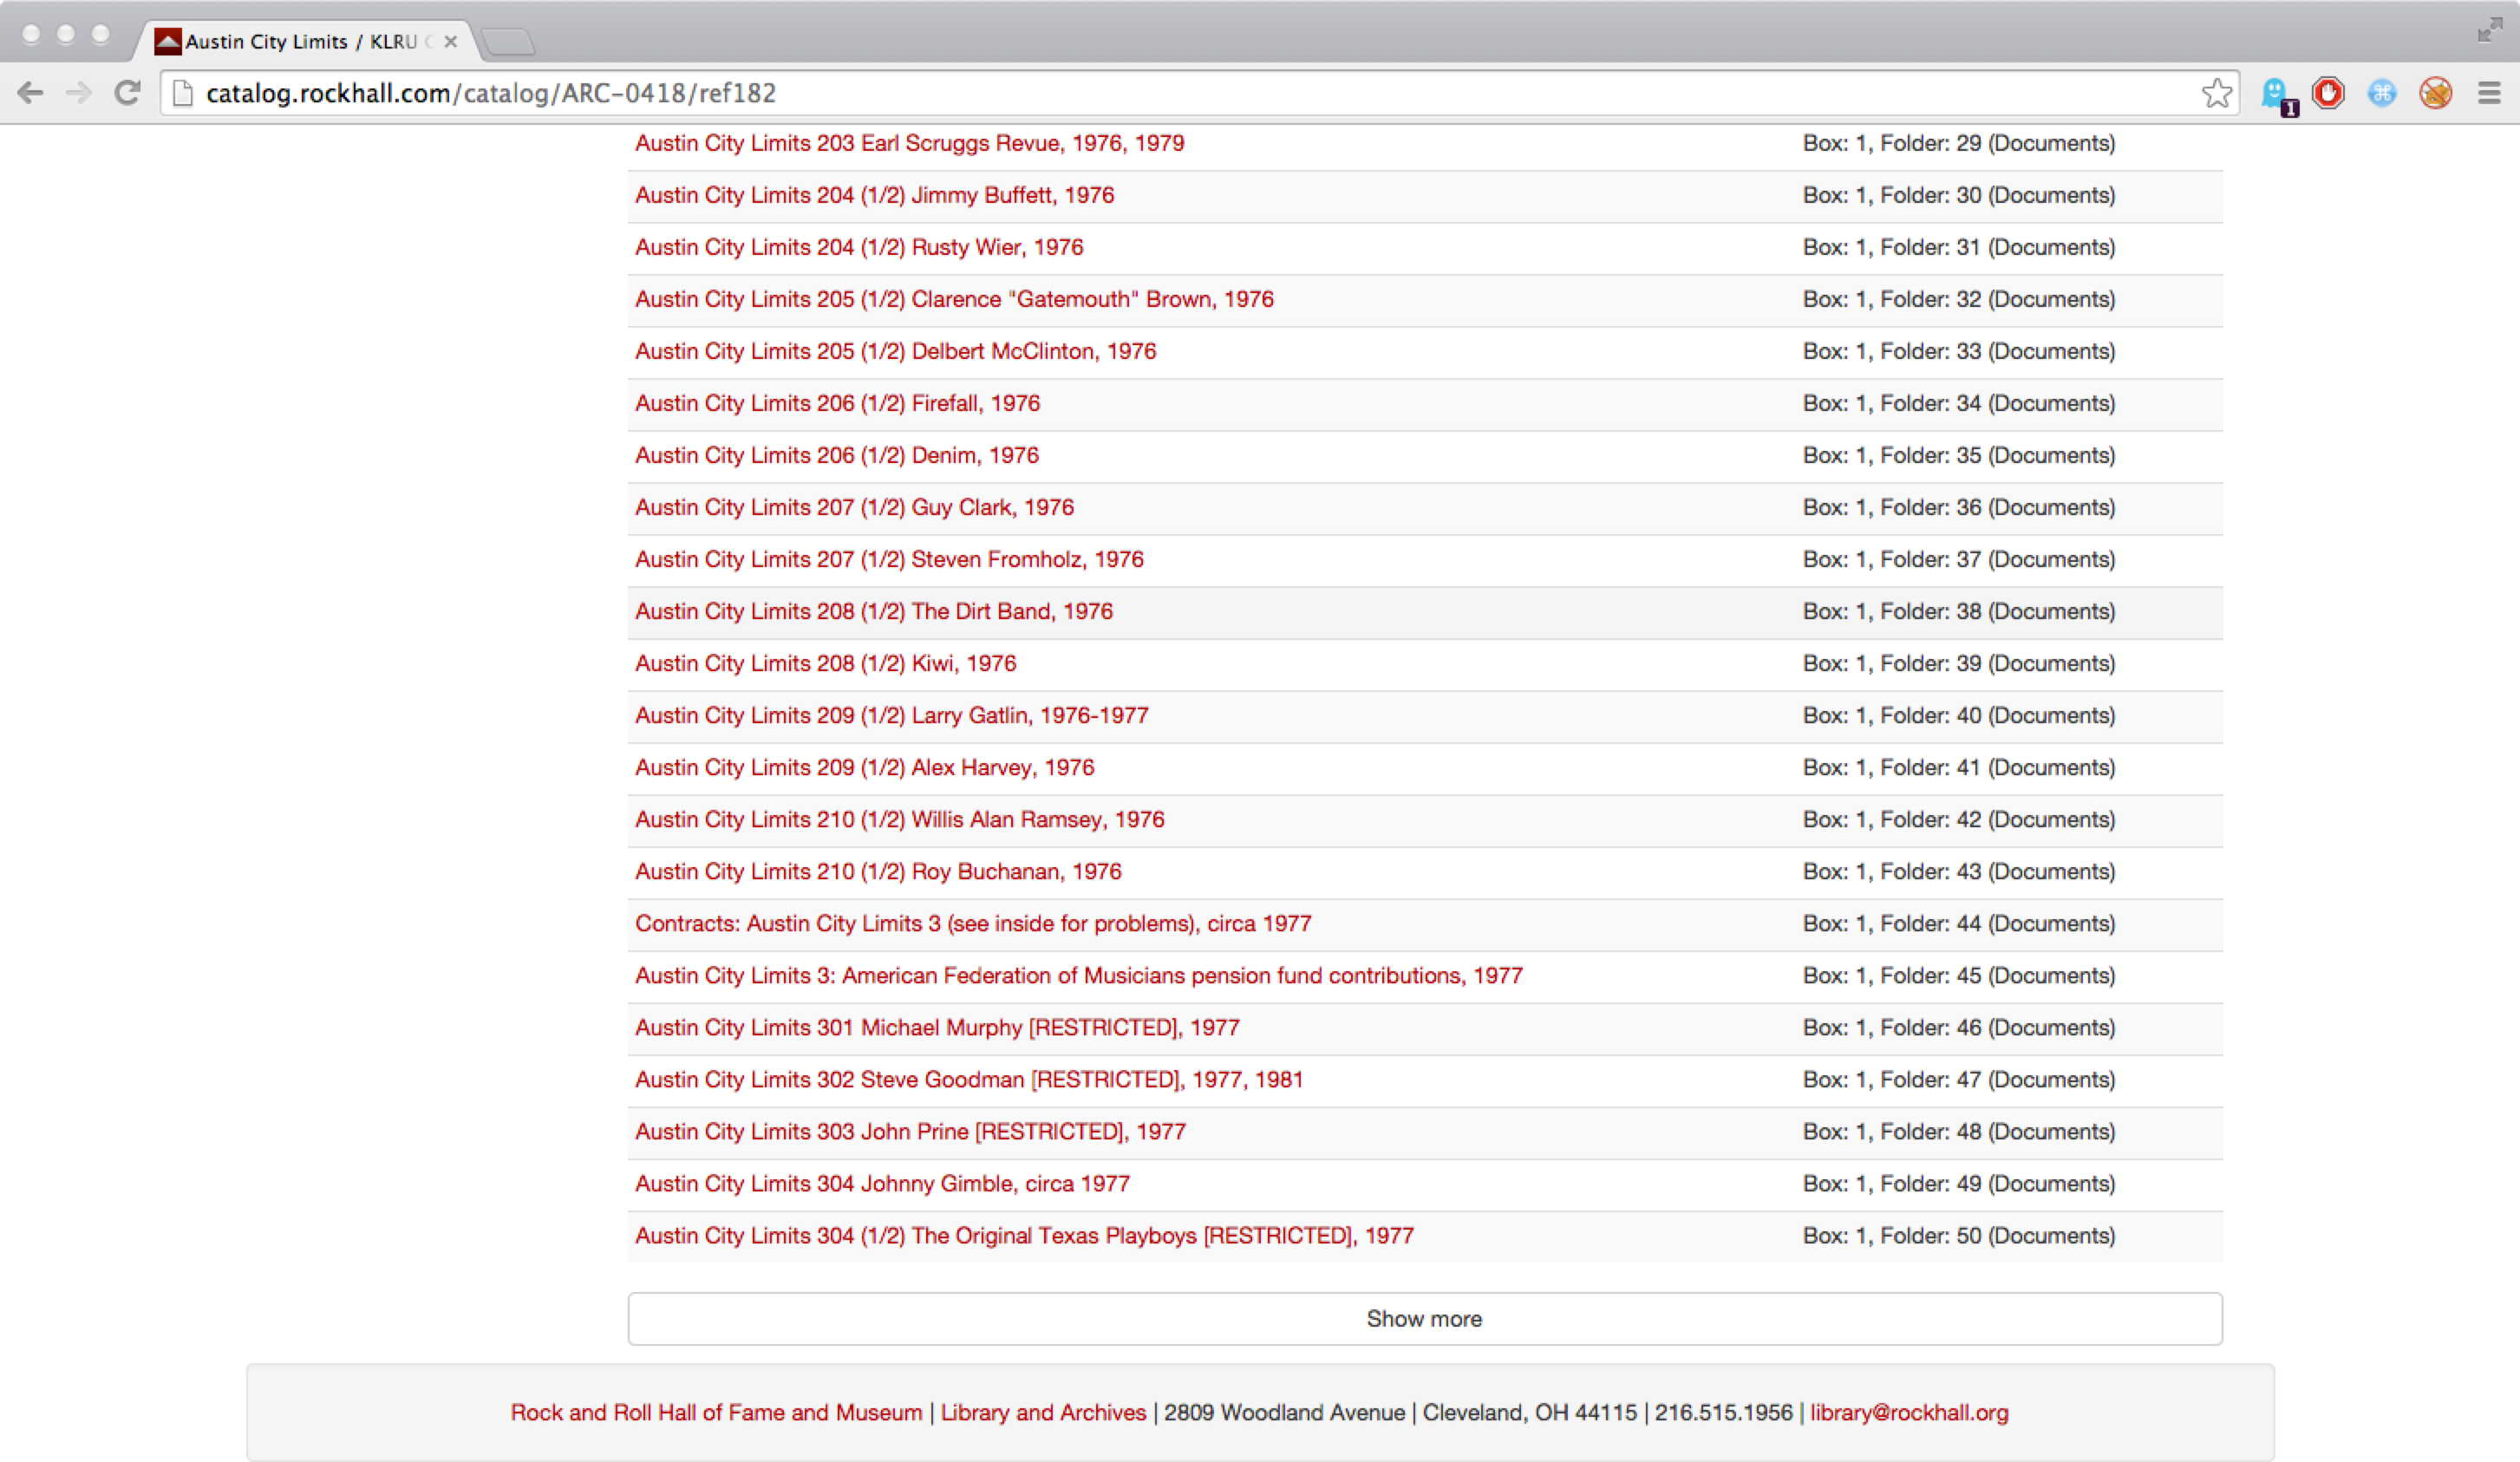 Austin City Limits / KLRU
catalog.rockhall.com/catalog/ARC-0418/ref182
1
Austin City Limits 203 Earl Scruggs Revue, 1976, 1979 Box: 1, Folder: 29 (Documents)
Austin City Limits 204 (1/2) Jimmy Buffett, 1976 Box: 1, Folder: 30 (Documents)
Austin City Limits 204 (1/2) Rusty Wier, 1976 Box: 1, Folder: 31 (Documents)
Austin City Limits 205 (1/2) Clarence "Gatemouth" Brown, 1976 Box: 1, Folder: 32 (Documents)
Austin City Limits 205 (1/2) Delbert McClinton, 1976 Box: 1, Folder: 33 (Documents)
Austin City Limits 206 (1/2) Firefall, 1976 Box: 1, Folder: 34 (Documents)
Austin City Limits 206 (1/2) Denim, 1976 Box: 1, Folder: 35 (Documents)
Austin City Limits 207 (1/2) Guy Clark, 1976 Box: 1, Folder: 36 (Documents)
Austin City Limits 207 (1/2) Steven Fromholz, 1976 Box: 1, Folder: 37 (Documents)
Austin City Limits 208 (1/2) The Dirt Band, 1976 Box: 1, Folder: 38 (Documents)
Austin City Limits 208 (1/2) Kiwi, 1976 Box: 1, Folder: 39 (Documents)
Austin City Limits 209 (1/2) Larry Gatlin, 1976-1977 Box: 1, Folder: 40 (Documents)
Austin City Limits 209 (1/2) Alex Harvey, 1976 Box: 1, Folder: 41 (Documents)
Austin City Limits 210 (1/2) Willis Alan Ramsey, 1976 Box: 1, Folder: 42 (Documents)
Austin City Limits 210 (1/2) Roy Buchanan, 1976 Box: 1, Folder: 43 (Documents)
Contracts: Austin City Limits 3 (see inside for problems), circa 1977 Box: 1, Folder: 44 (Documents)
Austin City Limits 3: American Federation of Musicians pension fund contributions, 1977 Box: 1, Folder: 45 (Documents)
Austin City Limits 301 Michael Murphy [RESTRICTED], 1977 Box: 1, Folder: 46 (Documents)
Austin City Limits 302 Steve Goodman [RESTRICTED], 1977, 1981 Box: 1, Folder: 47 (Documents)
Austin City Limits 303 John Prine [RESTRICTED], 1977 Box: 1, Folder: 48 (Documents)
Austin City Limits 304 Johnny Gimble, circa 1977 Box: 1, Folder: 49 (Documents)
Austin City Limits 304 (1/2) The Original Texas Playboys [RESTRICTED], 1977 Box: 1, Folder: 50 (Documents)
Show more
Rock and Roll Hall of Fame and Museum | Library and Archives | 2809 Woodland Avenue | Cleveland, OH 44115 | 216.515.1956 | library@rockhall.org